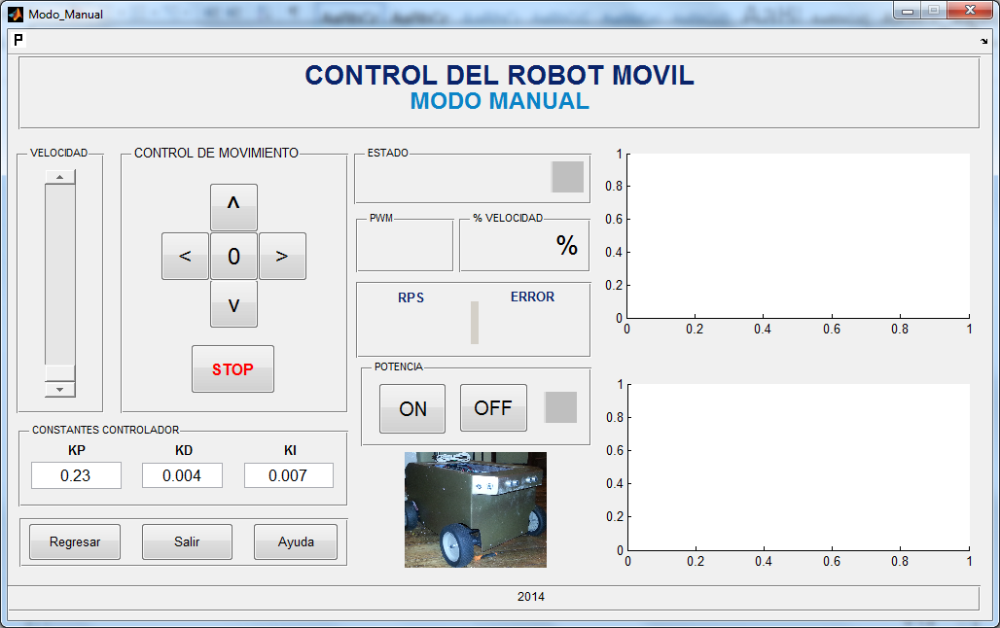 Modo_Manual
P
CONTROL DEL ROBOT MOVIL
MODO MANUAL
VELOCIDAD
CONTROL DE MOVIMIENTO
^
< 0 >
v
STOP
ESTADO
PWM
% VELOCIDAD
%
RPS ERROR
POTENCIA
ON OFF
CONSTANTES CONTROLADOR
KP KD KI
0.23 0.004 0.007
Regresar Salir Ayuda
1
0.8
0.6
0.4
0.2
0
0 0.2 0.4 0.6 0.8 1
1
0.8
0.6
0.4
0.2
0
0 0.2 0.4 0.6 0.8 1
2014